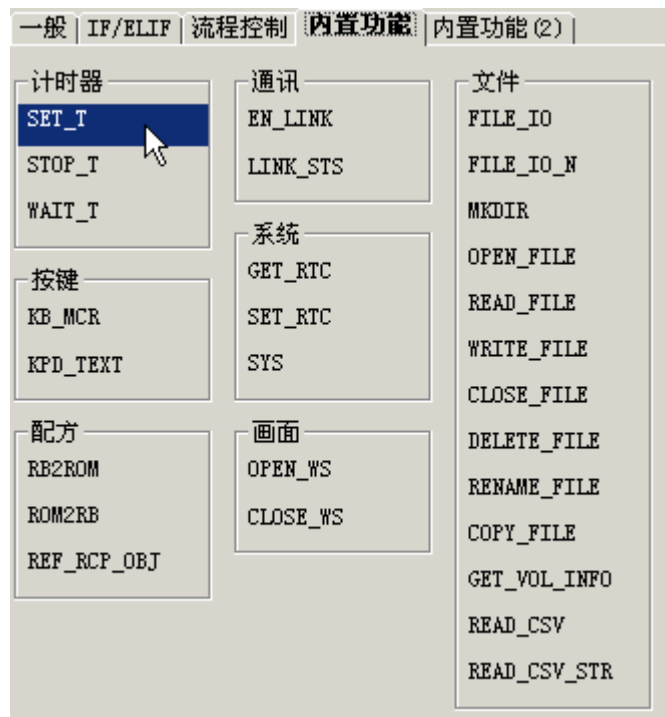 一般 IF/ELIF 流程控制 内置功能 内置功能(2)
计时器
SET_T
STOP_T
WAIT_T
按键
KB_MCR
KPD_TEXT
配方
RB2ROM
ROM2RB
REF_RCP_OBJ
通讯
EN_LINK
LINK_STS
系统
GET_RTC
SET_RTC
SYS
画面
OPEN_WS
CLOSE_WS
文件
FILE_IO
FILE_IO_N
MKDIR
OPEN_FILE
READ_FILE
WRITE_FILE
CLOSE_FILE
DELETE_FILE
RENAME_FILE
COPY_FILE
GET_VOL_INFO
READ_CSV
READ_CSV_STR